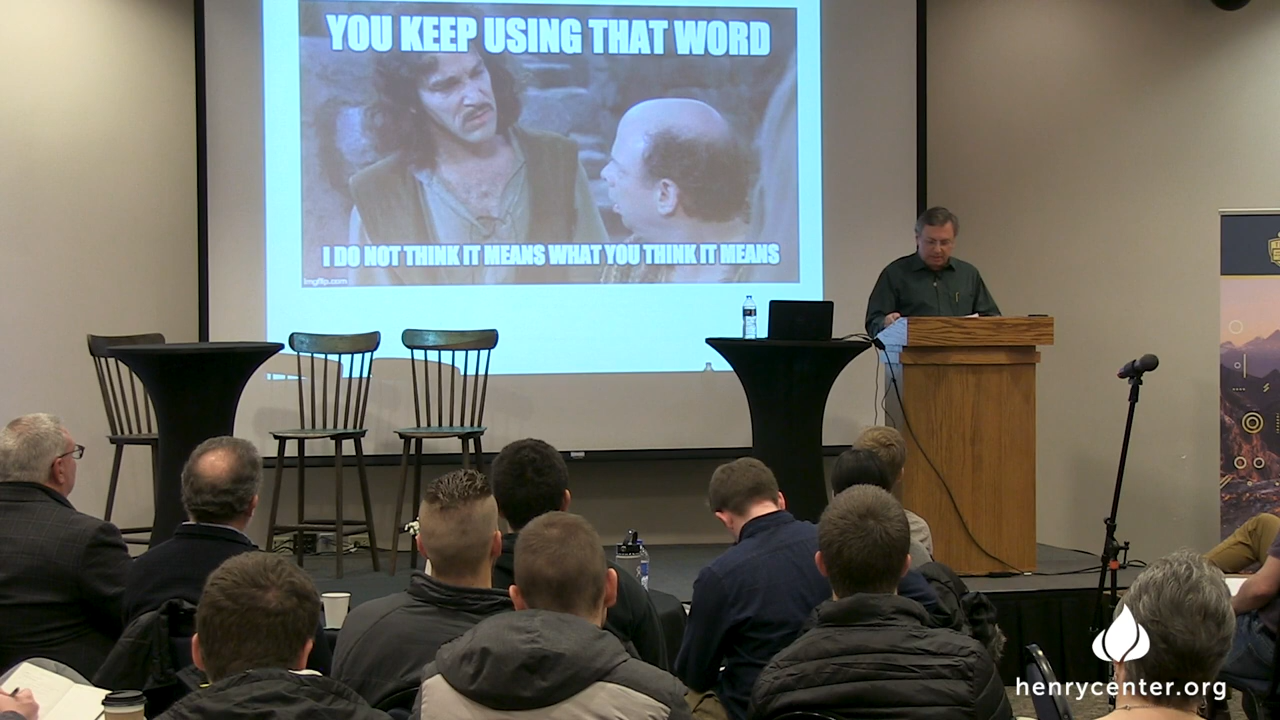 YOU KEEP USING THAT WORD
I DO NOT THINK IT MEANS WHAT YOU THINK IT MEANS
imgflip.com
henrycenter.org